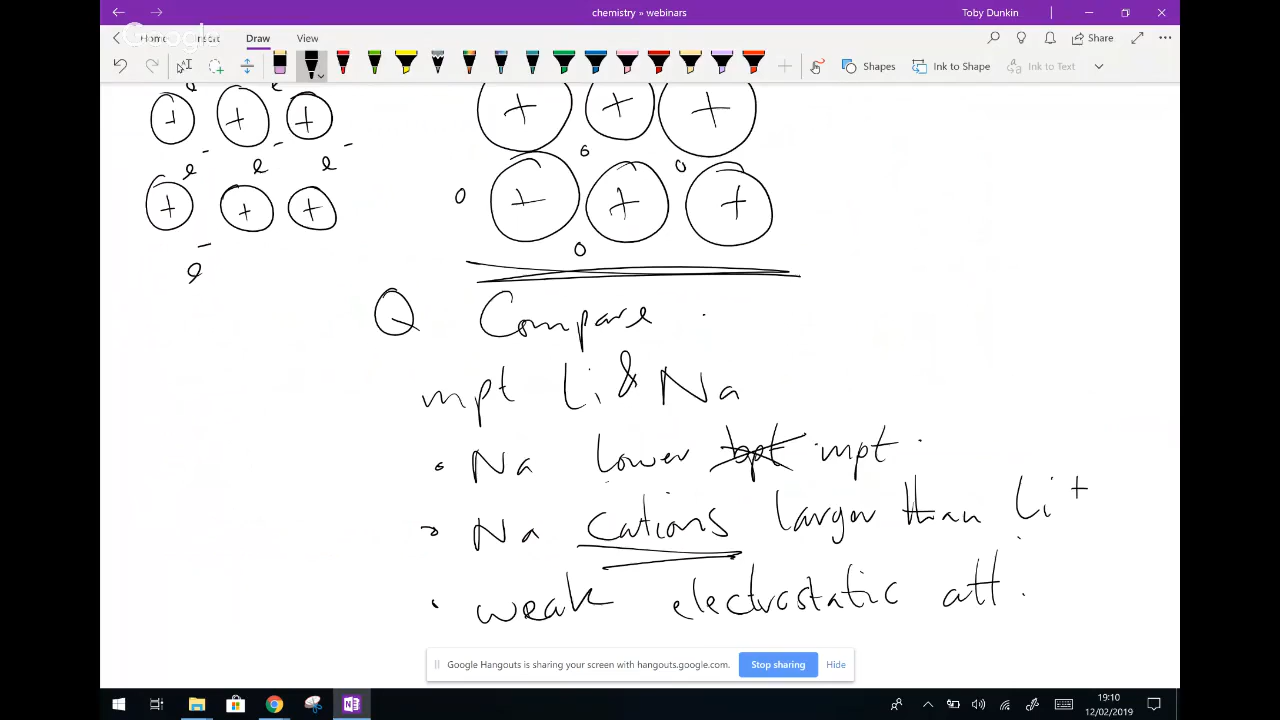 chemistry » webinars
Toby Dunkin
Google
Home Insert Draw View
Share
Shapes Ink to Shape Ink to Text
e e
+ + + + + +
e⁻ e⁻ e⁻ o o
+ + + o + + +
e⁻ o
Q Compare
mpt Li & Na
• Na lower bpt mpt.
• Na cations larger than Li⁺
• weak electrostatic att.
Google Hangouts is sharing your screen with hangouts.google.com. Stop sharing Hide
19:10
12/02/2019